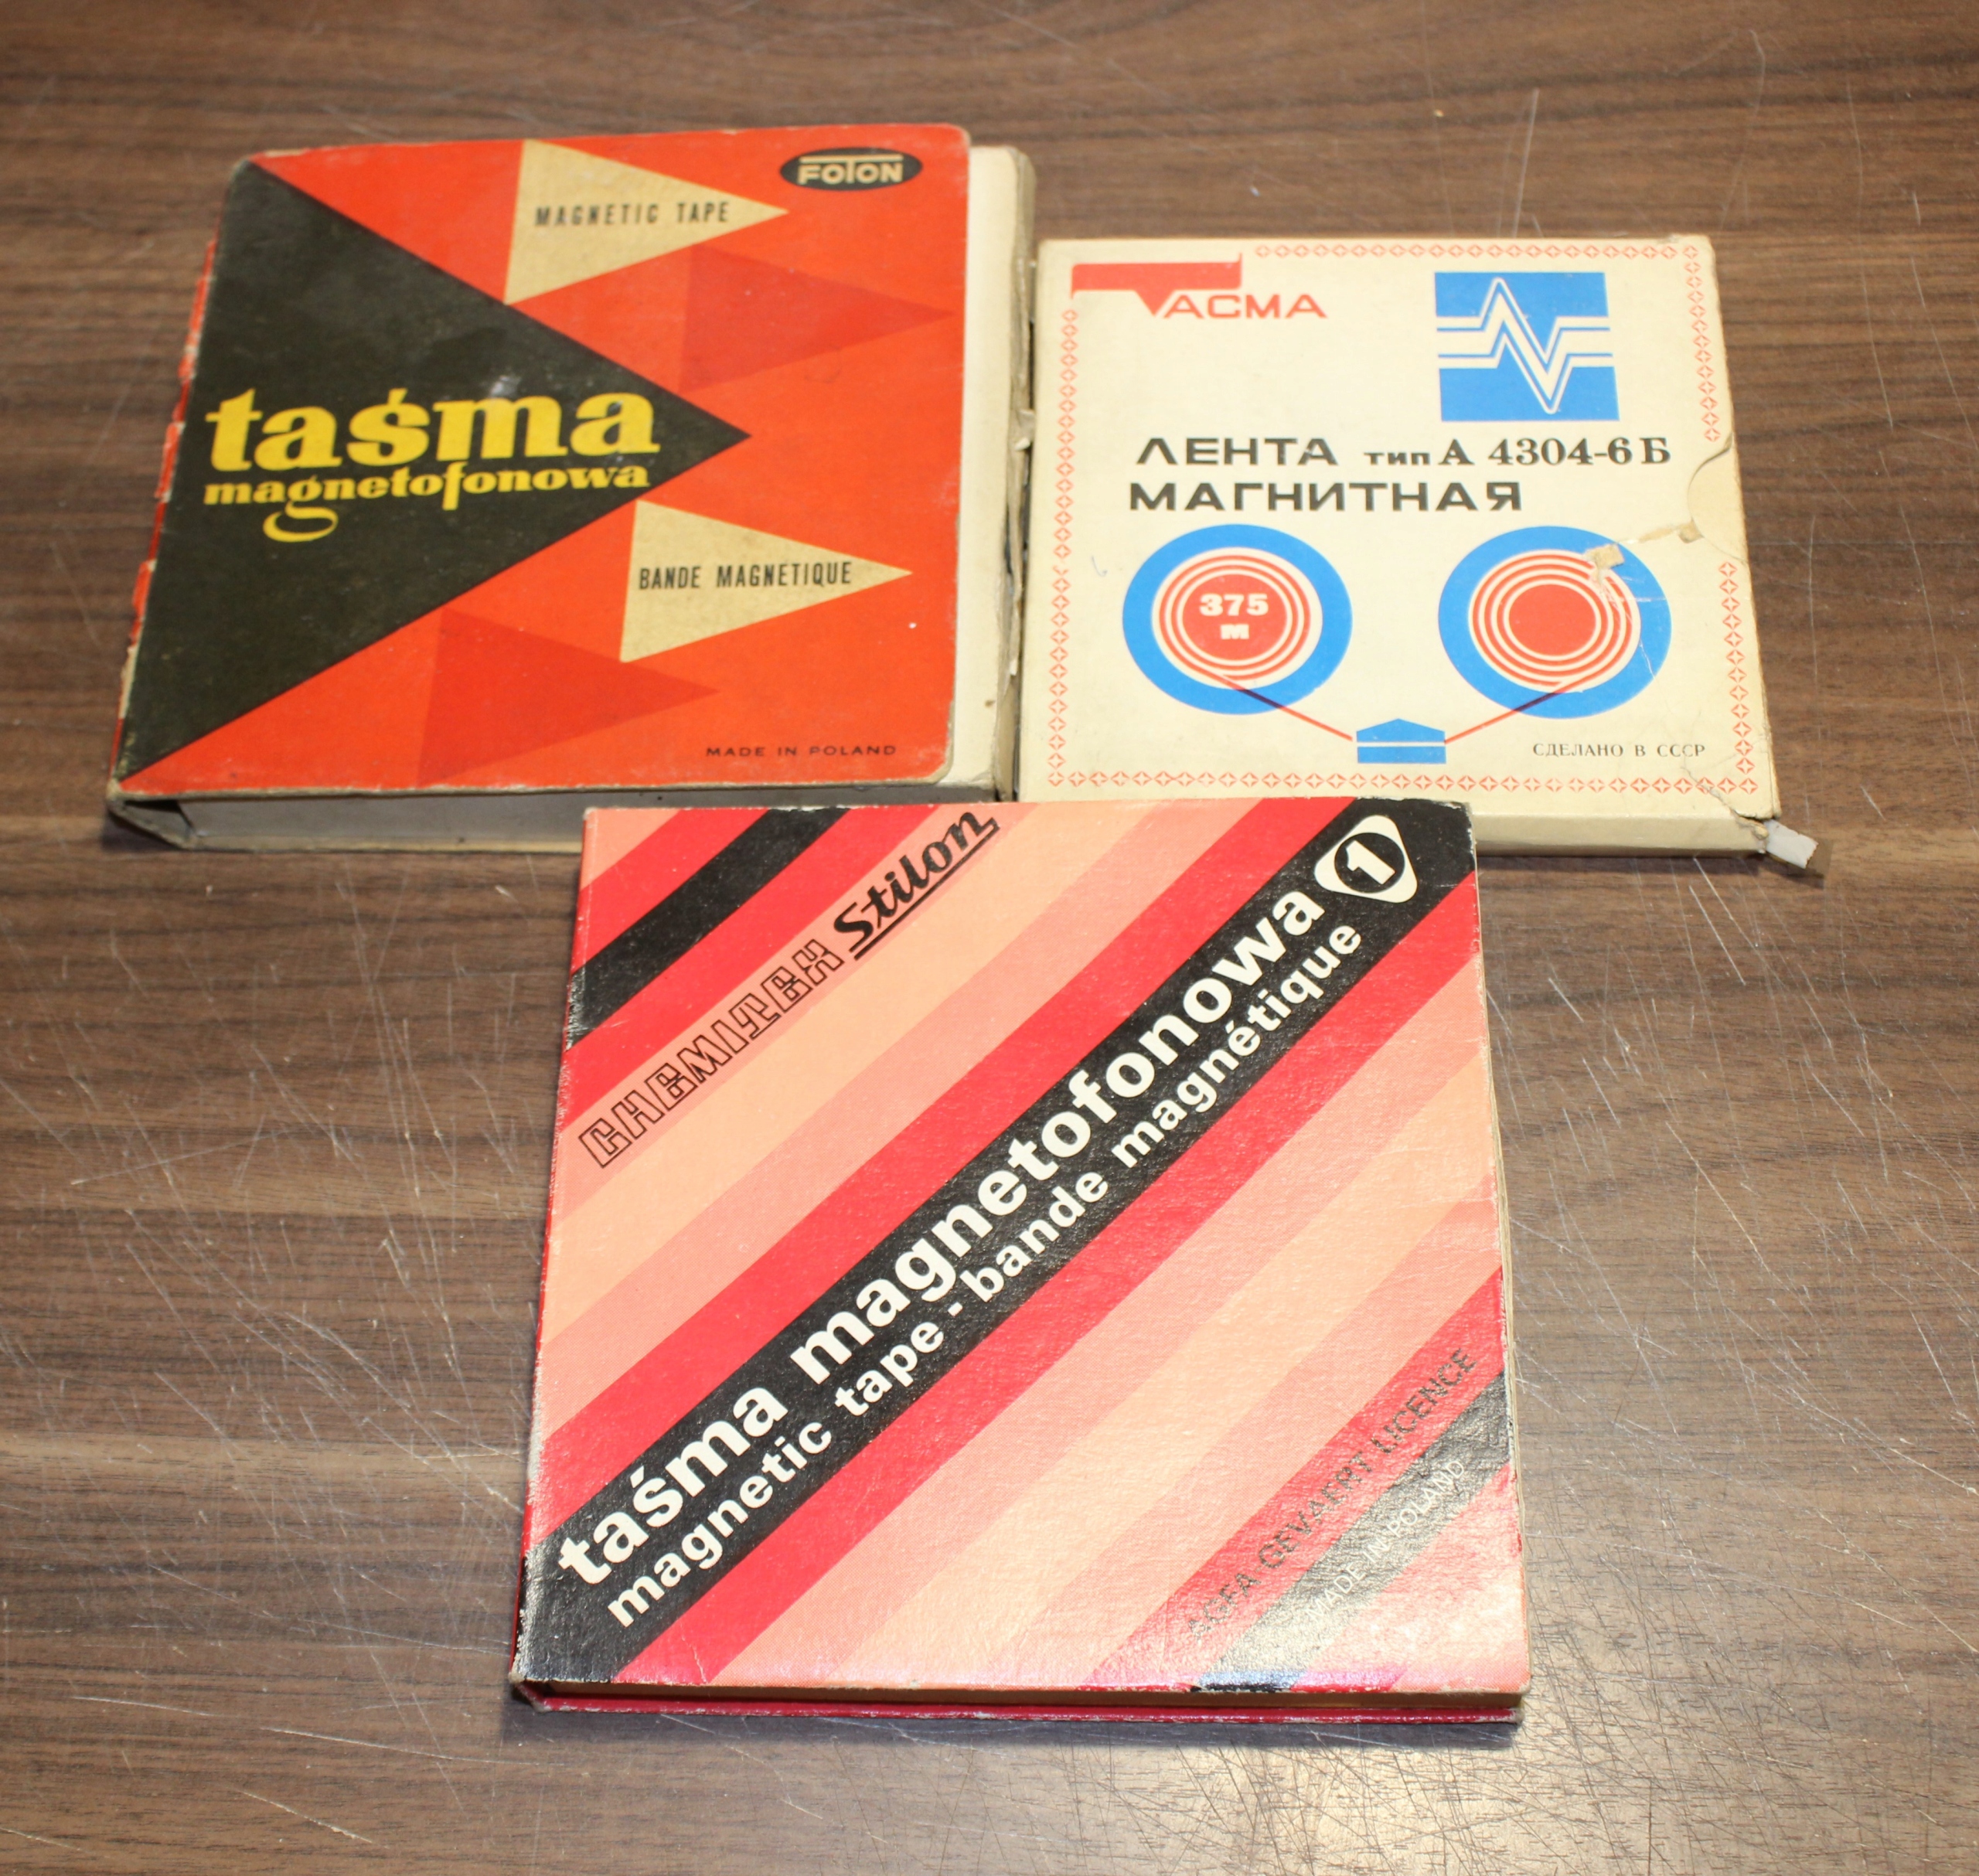 FOTON
MAGNETIC TAPE
taśma
magnetofonowa
BANDE MAGNETIQUE
MADE IN POLAND
ТАСМА
ЛЕНТА тип А 4304-6 Б
МАГНИТНАЯ
375
М
СДЕЛАНО В СССР
CHEMITEX Stilon
taśma magnetofonowa 1
magnetic tape - bande magnétique
AGFA GEVAERT LICENCE
MADE IN POLAND